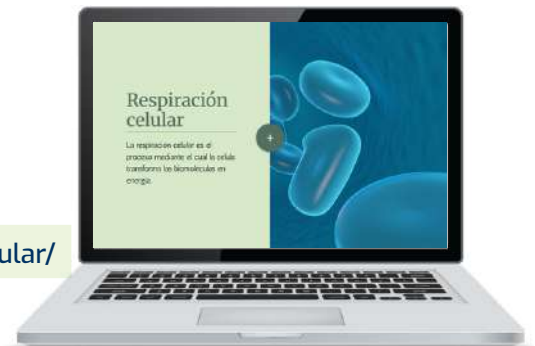 Respiración
celular
La respiración celular es el
proceso mediante el cual la célula
transforma las biomoléculas en
energía.
+
ular/